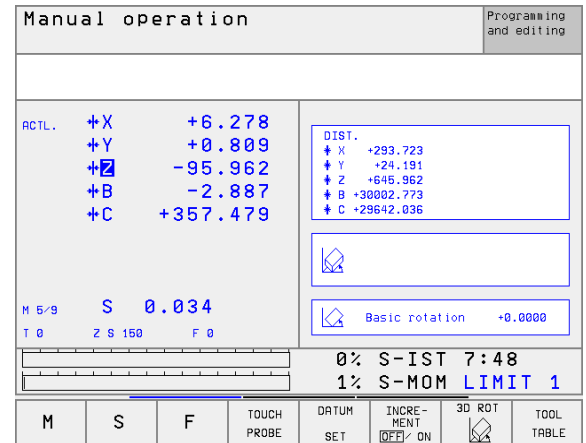 Manual operation
Programming
and editing
ACTL. X +6.278
Y +0.809
Z -95.962
B -2.887
C +357.479
DIST.
X +293.723
Y +24.191
Z +645.962
B +30002.773
C +29642.036
M 5/9 S 0.034
T 0 Z S 150 F 0
Basic rotation +0.0000
0% S-IST 7:48
1% S-MOM LIMIT 1
M
S
F
TOUCH
PROBE
DATUM
SET
INCRE-
MENT
OFF/ ON
3D ROT
TOOL
TABLE